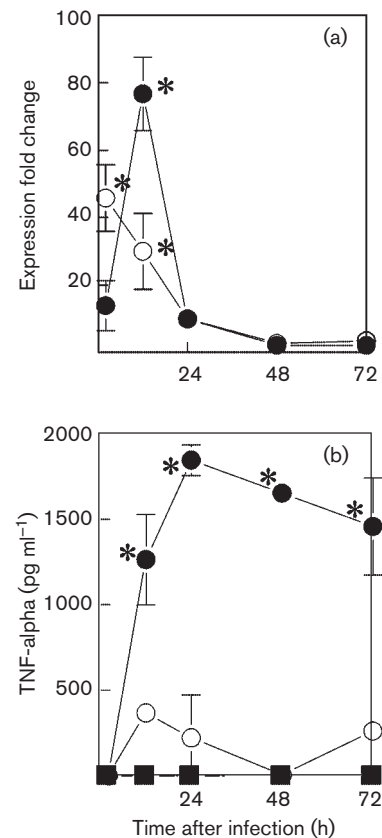 (a)
Expression fold change
100
80
60
40
20
24 48 72
*
*
*
(b)
TNF-alpha (pg ml−1)
2000
1500
1000
500
24 48 72
*
*
*
*
Time after infection (h)